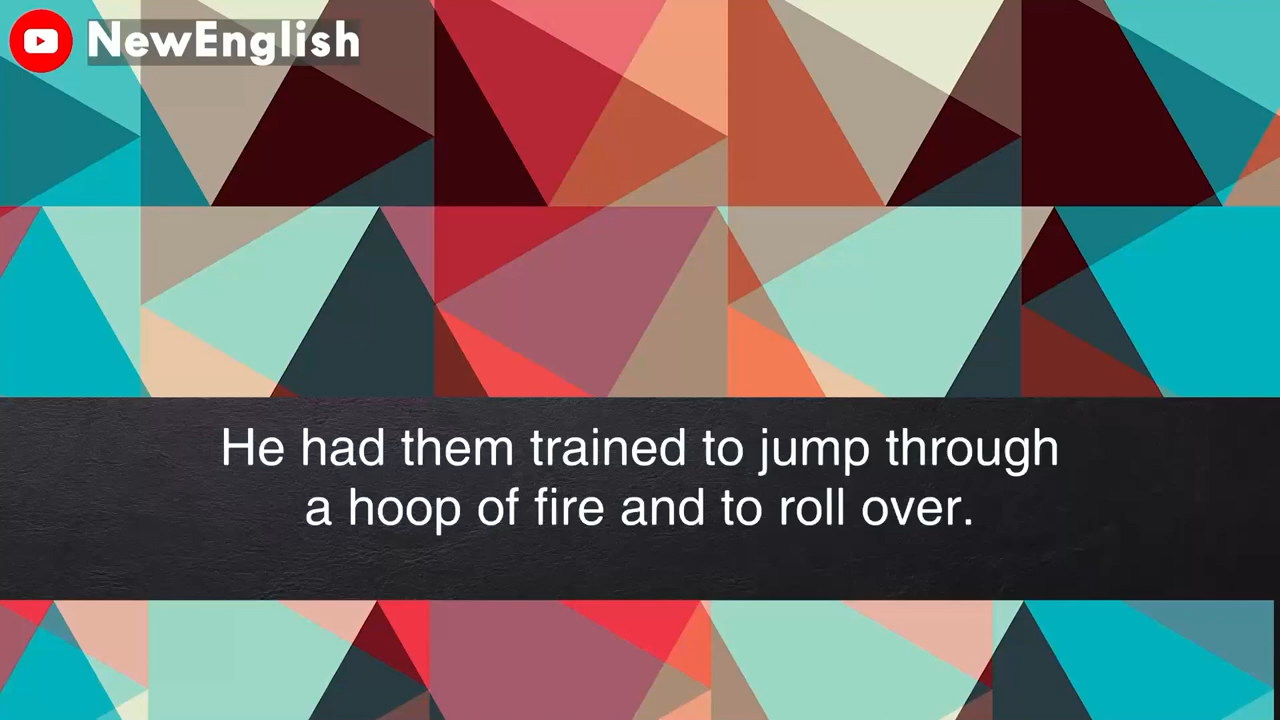 NewEnglish
He had them trained to jump through
a hoop of fire and to roll over.